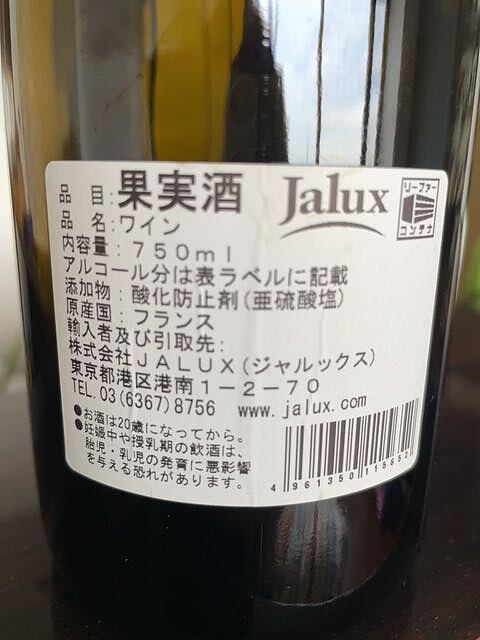 品　目：果実酒
Jalux
リーファー
コンテナ
品　名：ワイン
内容量：７５０ｍｌ
アルコール分は表ラベルに記載
添加物：酸化防止剤(亜硫酸塩)
原産国：フランス
輸入者及び引取先：
株式会社ＪＡＬＵＸ(ジャルックス)
東京都港区港南１－２－７０
TEL.03(6367)8756　www.jalux.com
●お酒は20歳になってから。
●妊娠中や授乳期の飲酒は、
胎児・乳児の発育に悪影響
を与える恐れがあります。
4961350115652